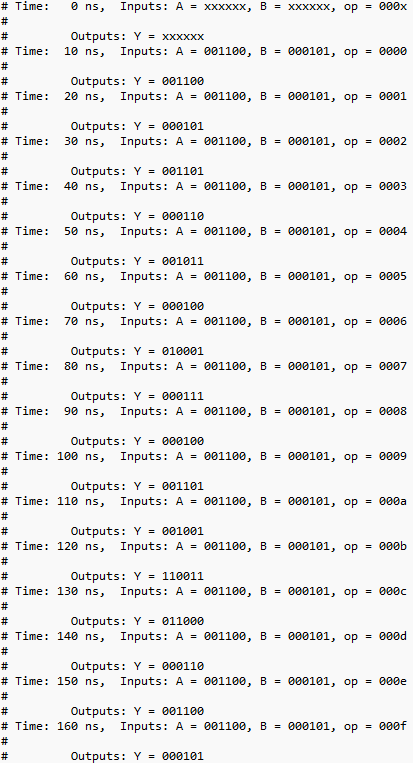 # Time:   0 ns,  Inputs: A = xxxxxx, B = xxxxxx, op = 000x
#
#         Outputs: Y = xxxxxx
# Time:  10 ns,  Inputs: A = 001100, B = 000101, op = 0000
#
#         Outputs: Y = 001100
# Time:  20 ns,  Inputs: A = 001100, B = 000101, op = 0001
#
#         Outputs: Y = 000101
# Time:  30 ns,  Inputs: A = 001100, B = 000101, op = 0002
#
#         Outputs: Y = 001101
# Time:  40 ns,  Inputs: A = 001100, B = 000101, op = 0003
#
#         Outputs: Y = 000110
# Time:  50 ns,  Inputs: A = 001100, B = 000101, op = 0004
#
#         Outputs: Y = 001011
# Time:  60 ns,  Inputs: A = 001100, B = 000101, op = 0005
#
#         Outputs: Y = 000100
# Time:  70 ns,  Inputs: A = 001100, B = 000101, op = 0006
#
#         Outputs: Y = 010001
# Time:  80 ns,  Inputs: A = 001100, B = 000101, op = 0007
#
#         Outputs: Y = 000111
# Time:  90 ns,  Inputs: A = 001100, B = 000101, op = 0008
#
#         Outputs: Y = 000100
# Time: 100 ns,  Inputs: A = 001100, B = 000101, op = 0009
#
#         Outputs: Y = 001101
# Time: 110 ns,  Inputs: A = 001100, B = 000101, op = 000a
#
#         Outputs: Y = 001001
# Time: 120 ns,  Inputs: A = 001100, B = 000101, op = 000b
#
#         Outputs: Y = 110011
# Time: 130 ns,  Inputs: A = 001100, B = 000101, op = 000c
#
#         Outputs: Y = 011000
# Time: 140 ns,  Inputs: A = 001100, B = 000101, op = 000d
#
#         Outputs: Y = 000110
# Time: 150 ns,  Inputs: A = 001100, B = 000101, op = 000e
#
#         Outputs: Y = 001100
# Time: 160 ns,  Inputs: A = 001100, B = 000101, op = 000f
#
#         Outputs: Y = 000101